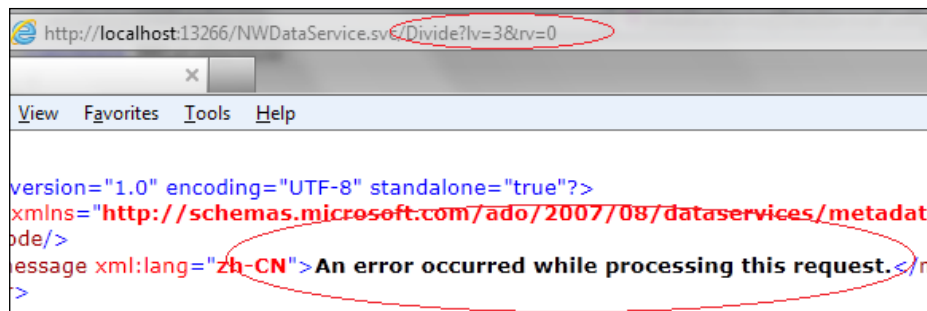 http://localhost:13266/NWDataService.svc/Divide?lv=3&rv=0
View Favorites Tools Help
version="1.0" encoding="UTF-8" standalone="true"?>
xmlns="http://schemas.microsoft.com/ado/2007/08/dataservices/metadat
ode/>
essage xml:lang="zh-CN">An error occurred while processing this request.</
>